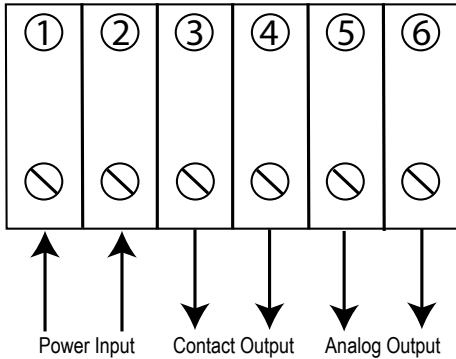 ① ② ③ ④ ⑤ ⑥
Power Input Contact Output Analog Output